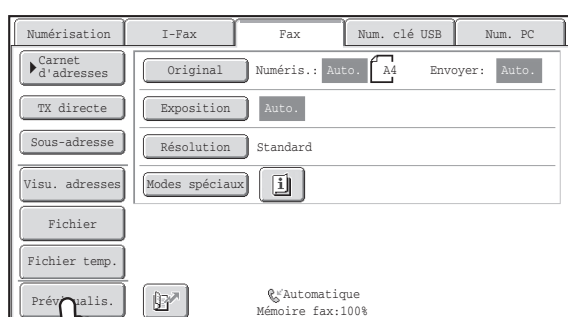 Numérisation I-Fax Fax Num. clé USB Num. PC
Carnet
d'adresses
Original Numéris.: Auto. A4 Envoyer: Auto.
TX directe Exposition Auto.
Sous-adresse Résolution Standard
Visu. adresses Modes spéciaux
Fichier
Fichier temp.
Prévisualis. Automatique
Mémoire fax:100%